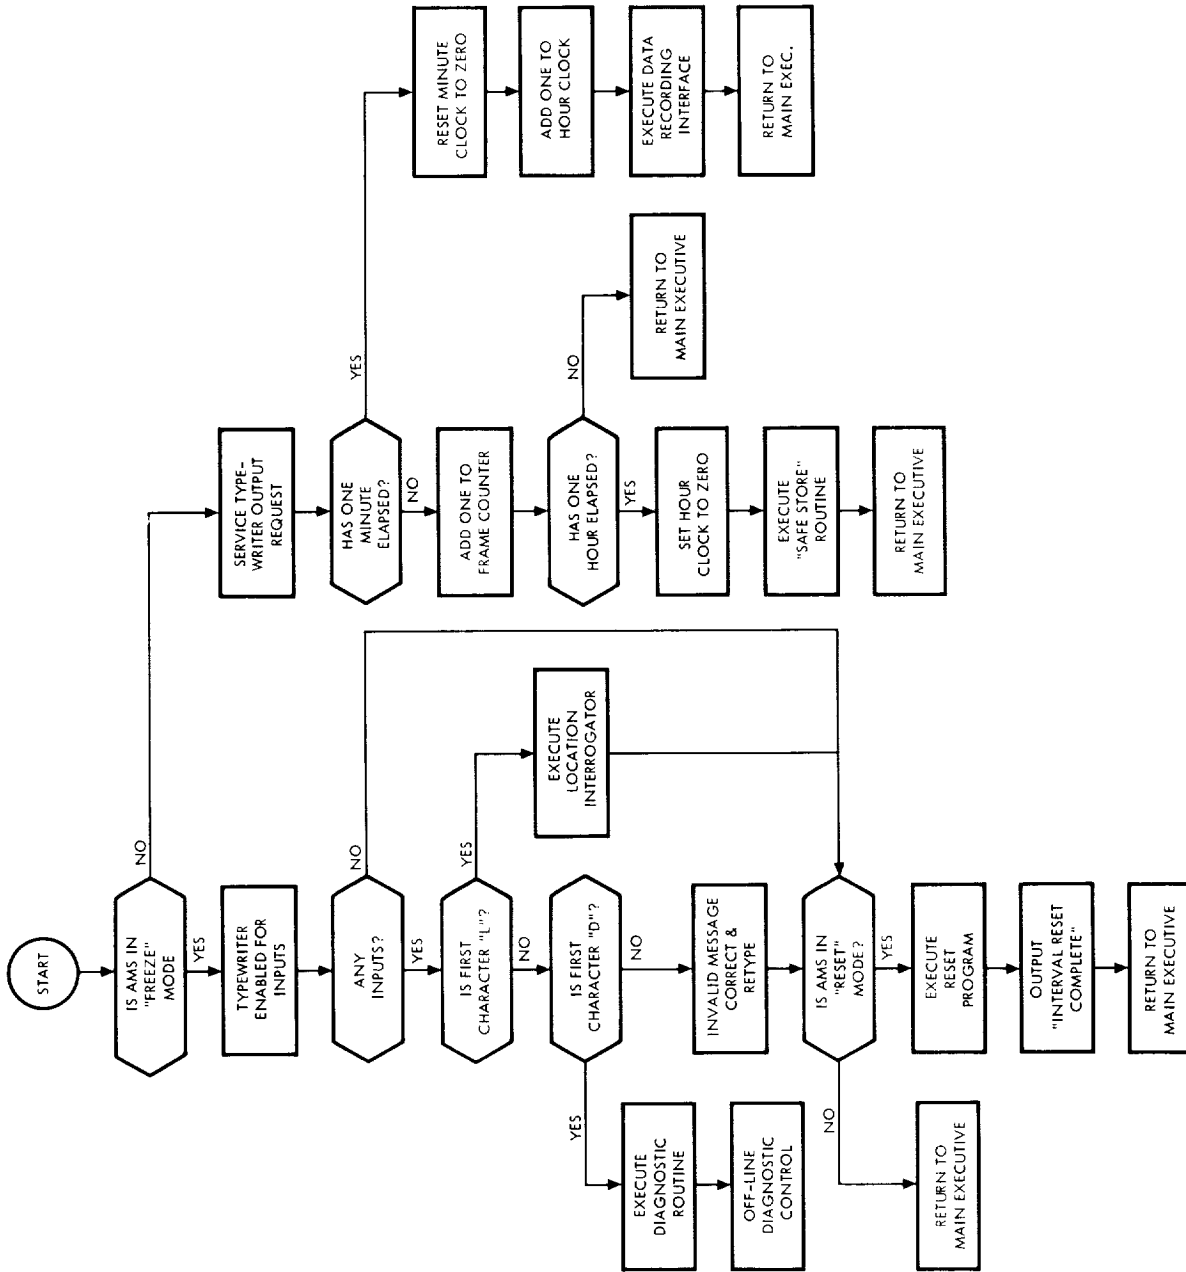 START
IS AMS IN
"FREEZE"
MODE
NO
YES
TYPEWRITER
ENABLED FOR
INPUTS
ANY
INPUTS?
NO
YES
IS FIRST
CHARACTER "L"?
YES
NO
EXECUTE
LOCATION
INTERROGATOR
IS FIRST
CHARACTER "D"?
YES
NO
EXECUTE
DIAGNOSTIC
ROUTINE
OFF-LINE
DIAGNOSTIC
CONTROL
INVALID MESSAGE
CORRECT &
RETYPE
IS AMS IN
"RESET"
MODE?
NO
YES
RETURN TO
MAIN EXECUTIVE
EXECUTE
RESET
PROGRAM
OUTPUT
"INTERVAL RESET
COMPLETE"
RETURN TO
MAIN EXECUTIVE
SERVICE TYPE-
WRITER OUTPUT
REQUEST
HAS ONE
MINUTE
ELAPSED?
YES
NO
ADD ONE TO
FRAME COUNTER
HAS ONE
HOUR ELAPSED?
NO
YES
RETURN TO
MAIN EXECUTIVE
SET HOUR
CLOCK TO ZERO
EXECUTE
"SAFE STORE"
ROUTINE
RETURN TO
MAIN EXECUTIVE
RESET MINUTE
CLOCK TO ZERO
ADD ONE TO
HOUR CLOCK
EXECUTE DATA
RECORDING
INTERFACE
RETURN TO
MAIN EXEC.